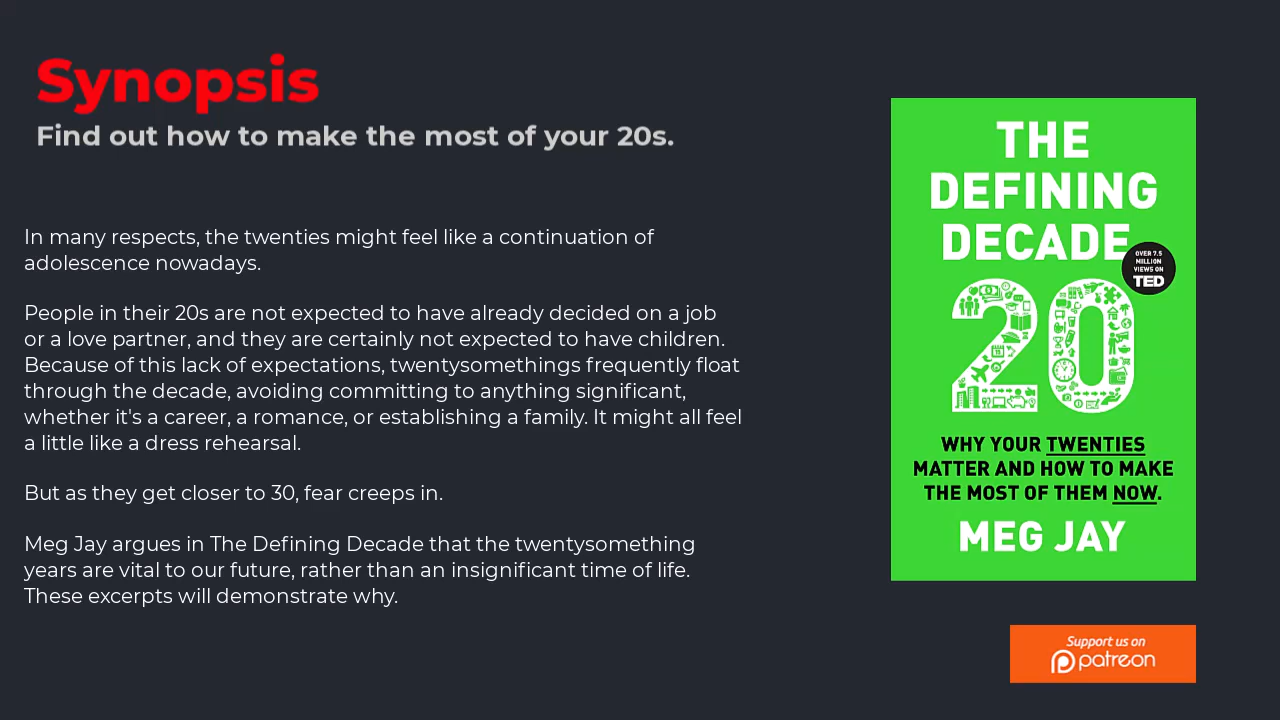 Synopsis
Find out how to make the most of your 20s.
In many respects, the twenties might feel like a continuation of
adolescence nowadays.
People in their 20s are not expected to have already decided on a job
or a love partner, and they are certainly not expected to have children.
Because of this lack of expectations, twentysomethings frequently float
through the decade, avoiding committing to anything significant,
whether it's a career, a romance, or establishing a family. It might all feel
a little like a dress rehearsal.
But as they get closer to 30, fear creeps in.
Meg Jay argues in The Defining Decade that the twentysomething
years are vital to our future, rather than an insignificant time of life.
These excerpts will demonstrate why.
THE
DEFINING
DECADE
OVER 7.5
MILLION
VIEWS ON
TED
20
WHY YOUR TWENTIES
MATTER AND HOW TO MAKE
THE MOST OF THEM NOW.
MEG JAY
Support us on
patreon